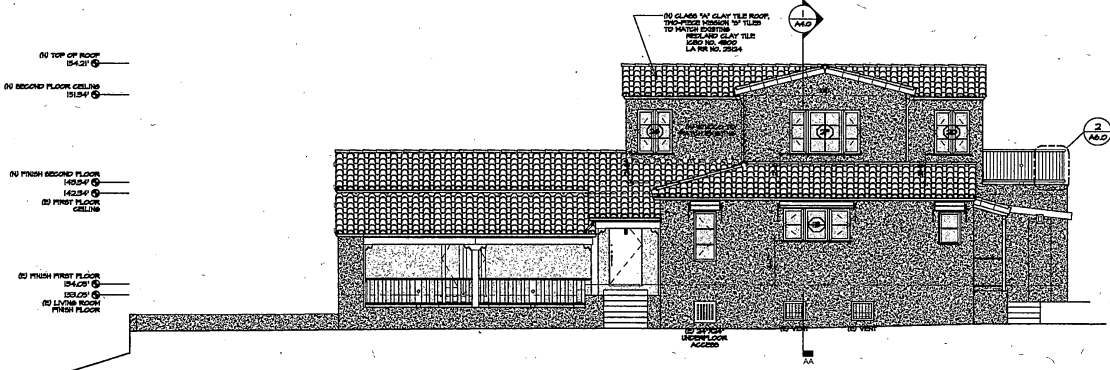 (N) CLASS "A" CLAY TILE ROOF,
TWO-PIECE MISSION "S" TILES
TO MATCH EXISTING
REDLAND CLAY TILE
ICBO NO. 4800
LA RR NO. 25124
1
A4.0
(N) TOP OF ROOF
154.21'
(N) SECOND FLOOR CEILING
151.34'
2
A6.0
(N) FINISH SECOND FLOOR
143.34'
142.34'
(E) FIRST FLOOR
CEILING
(E) FINISH FIRST FLOOR
134.05'
133.05'
(E) LIVING ROOM
FINISH FLOOR
(E) 24"X24"
UNDERFLOOR
ACCESS
(E) VENT
(E) VENT
AA